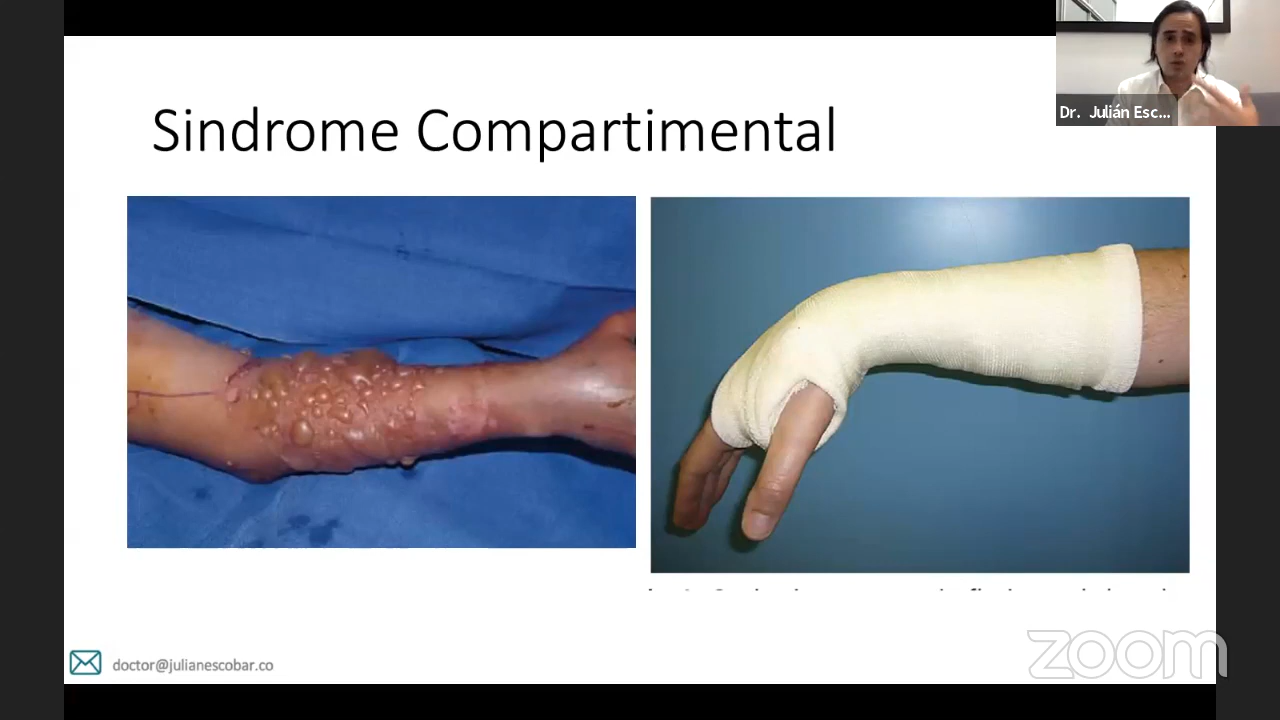 Dr. Julián Esc...
Sindrome Compartimental
doctor@julianescobar.co
zoom